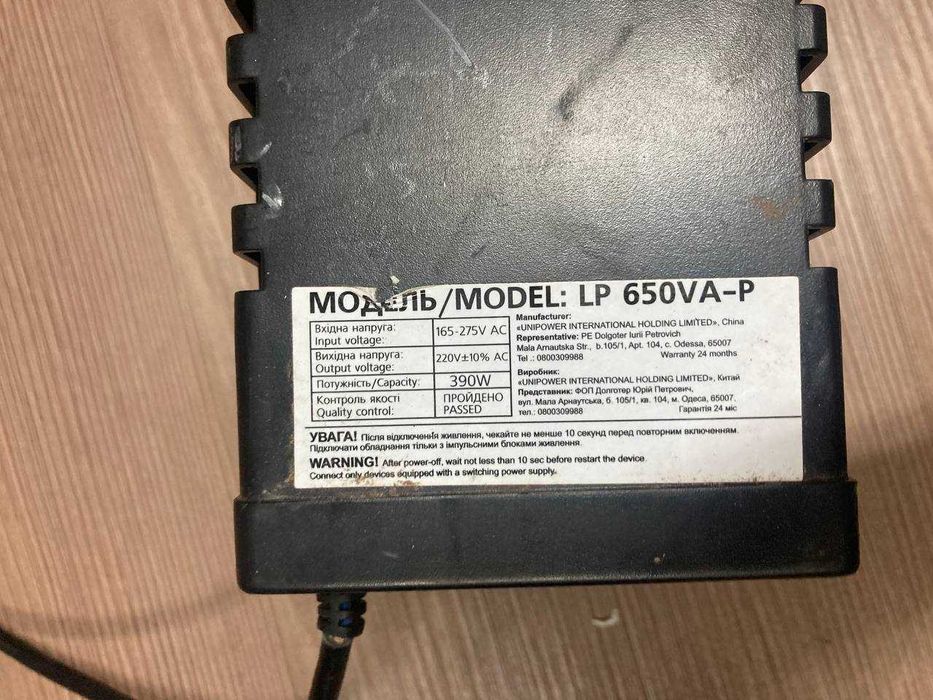 МОДЕЛЬ/MODEL: LP 650VA-P
Вхідна напруга:
Input voltage:
165-275V AC
Вихідна напруга:
Output voltage:
220V±10% AC
Потужність/Capacity:
390W
Контроль якості
Quality control:
ПРОЙДЕНО
PASSED
Manufacturer:
«UNIPOWER INTERNATIONAL HOLDING LIMITED», China
Representative: PE Dolgoter Iurii Petrovich
Mala Arnautska Str., b.105/1, Apt. 104, c. Odessa, 65007
Tel .: 0800309988 Warranty 24 months
Виробник:
«UNIPOWER INTERNATIONAL HOLDING LIMITED», Китай
Представник: ФОП Долготер Юрій Петрович,
вул. Мала Арнаутська, б. 105/1, кв. 104, м. Одеса, 65007.
тел.: 0800309988 Гарантія 24 міс
УВАГА! Після відключення живлення, чекайте не менше 10 секунд перед повторним включенням.
Підключати обладнання тільки з імпульсними блоками живлення.
WARNING! After power-off, wait not less than 10 sec before restart the device.
Connect only devices equipped with a switching power supply.